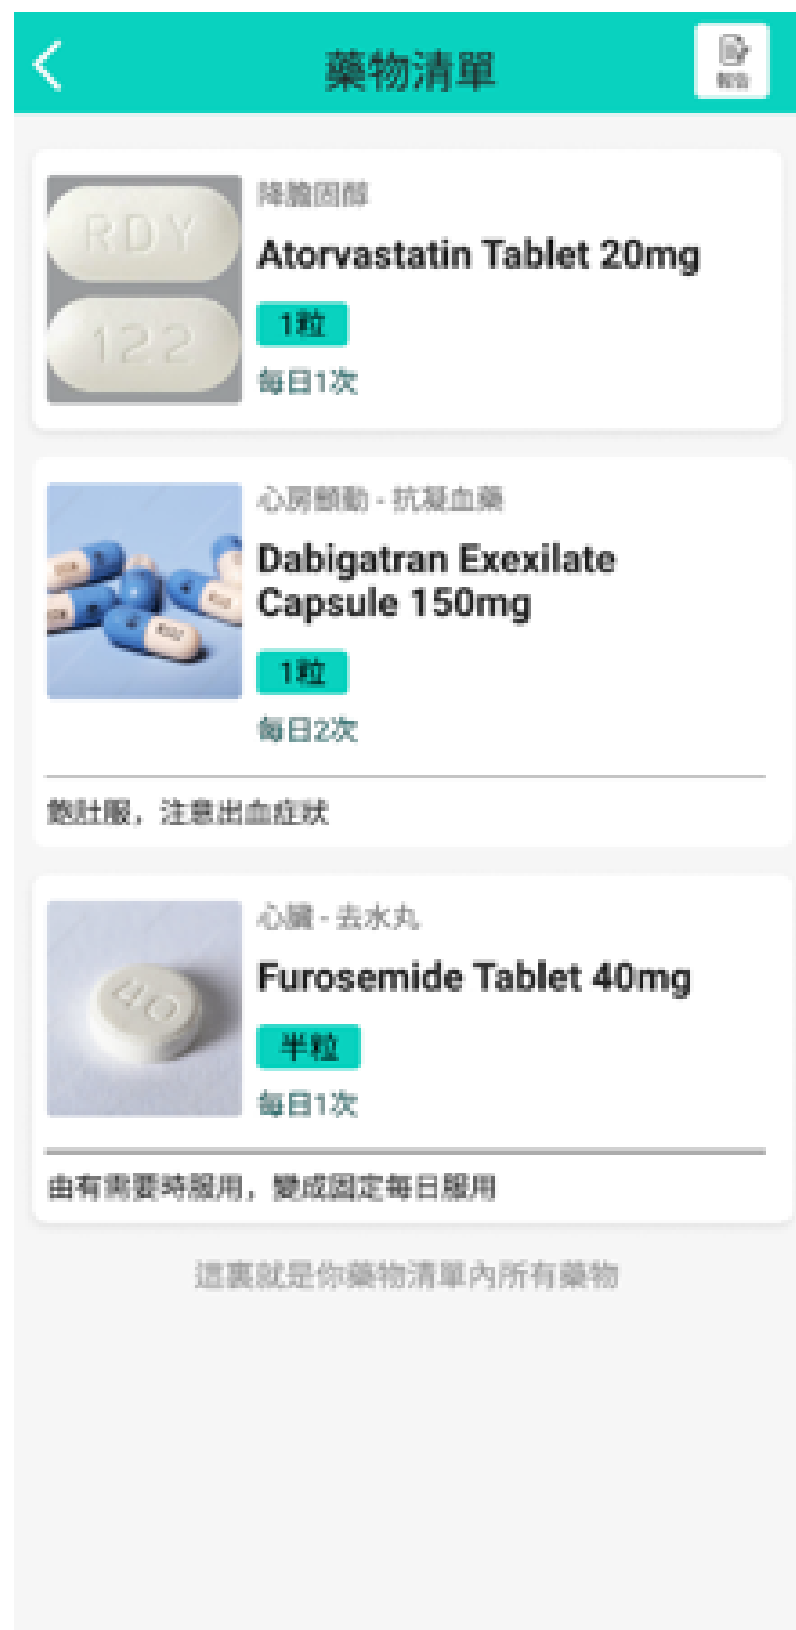 藥物清單
報告
RDY
122
降膽固醇
Atorvastatin Tablet 20mg
1粒
每日1次
心房顫動 - 抗凝血藥
Dabigatran Exexilate
Capsule 150mg
1粒
每日2次
飽肚服，注意出血症狀
40
心臟 - 去水丸
Furosemide Tablet 40mg
半粒
每日1次
由有需要時服用，變成固定每日服用
這裏就是你藥物清單內所有藥物